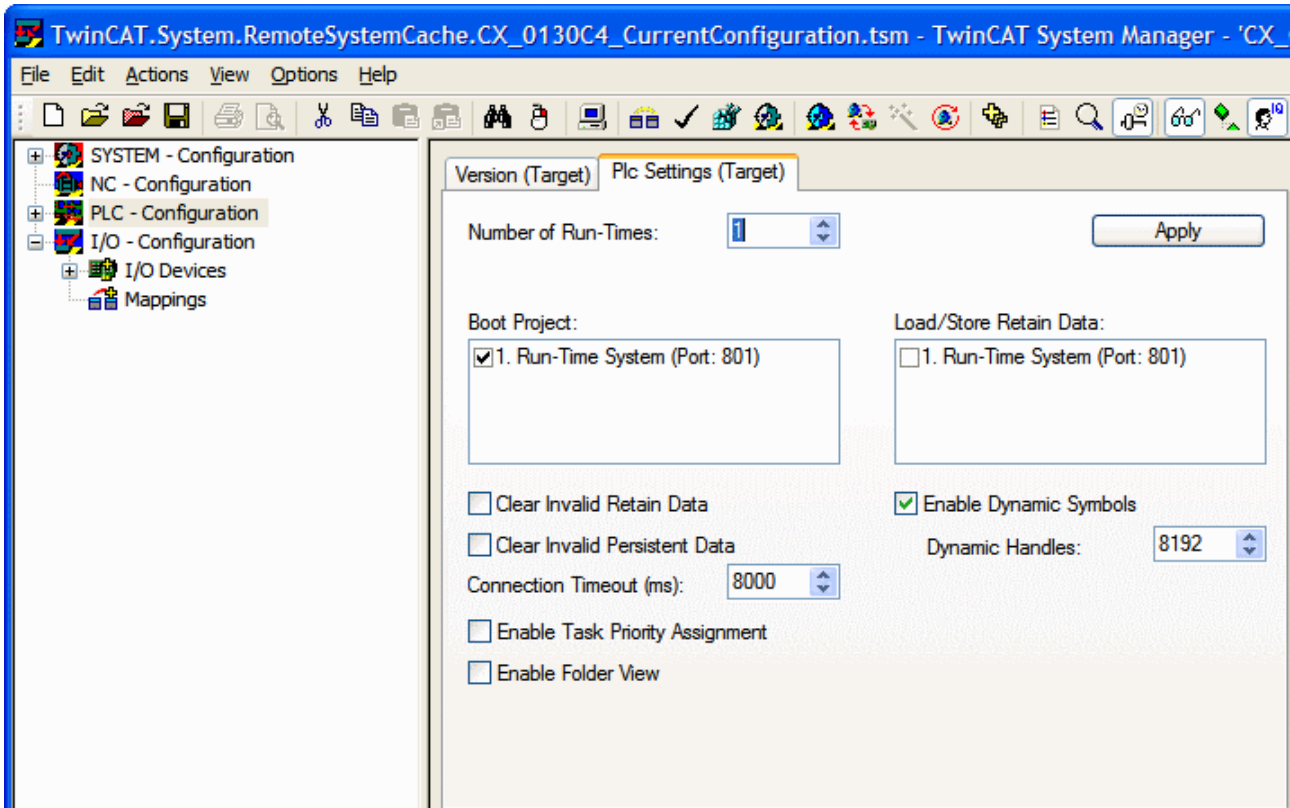 TwinCAT.System.RemoteSystemCache.CX_0130C4_CurrentConfiguration.tsm - TwinCAT System Manager - 'CX_
File Edit Actions View Options Help
SYSTEM - Configuration
NC - Configuration
PLC - Configuration
I/O - Configuration
I/O Devices
Mappings
Version (Target) Plc Settings (Target)
Number of Run-Times: 1 Apply
Boot Project: Load/Store Retain Data:
1. Run-Time System (Port: 801) 1. Run-Time System (Port: 801)
Clear Invalid Retain Data Enable Dynamic Symbols
Clear Invalid Persistent Data Dynamic Handles: 8192
Connection Timeout (ms): 8000
Enable Task Priority Assignment
Enable Folder View